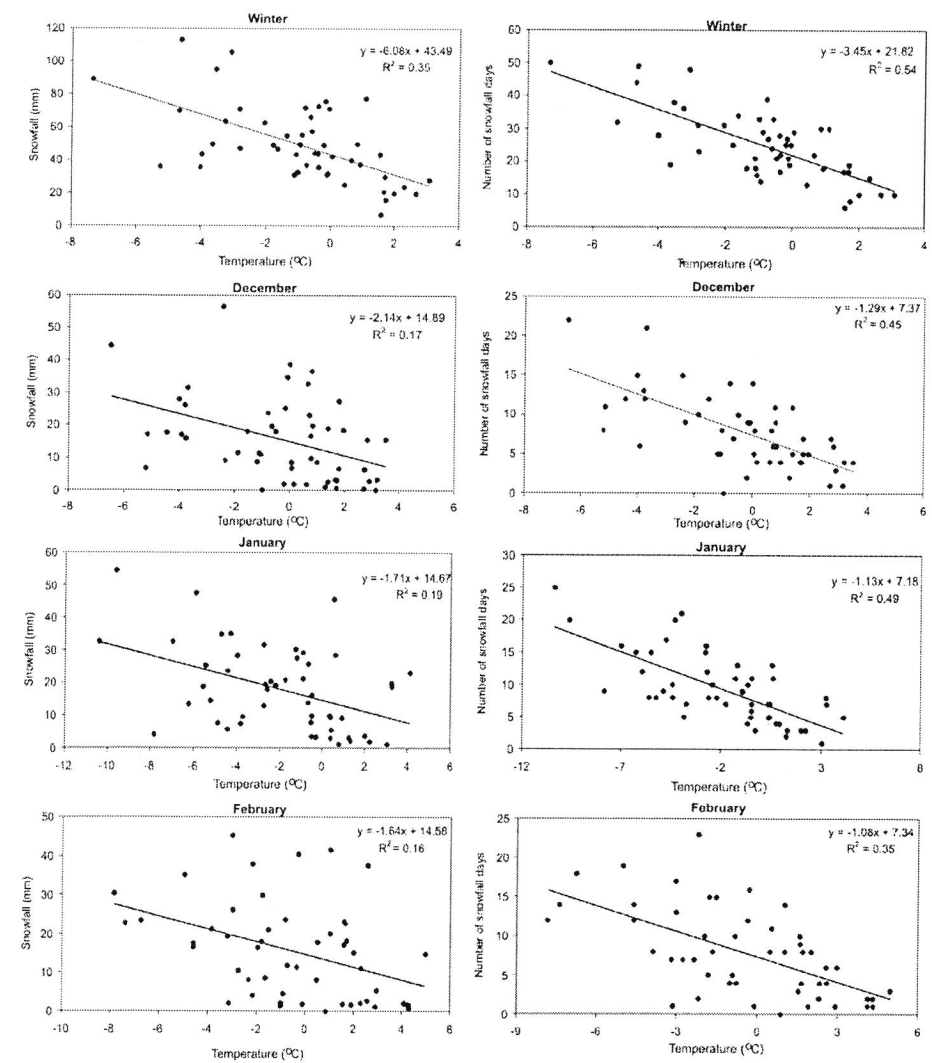 Winter
y = -6.08x + 43.49
R² = 0.35
Snowfall (mm)
120
100
80
60
40
20
0
-8 -6 -4 -2 0 2 4
Temperature (ºC)
Winter
y = -3.45x + 21.82
R² = 0.54
Number of snowfall days
60
50
40
30
20
10
0
-8 -6 -4 -2 0 2 4
Temperature (ºC)
December
y = -2.14x + 14.89
R² = 0.17
Snowfall (mm)
60
50
40
30
20
10
0
-8 -6 -4 -2 0 2 4 6
Temperature (ºC)
December
y = -1.29x + 7.37
R² = 0.45
Number of snowfall days
25
20
15
10
5
0
-8 -6 -4 -2 0 2 4 6
Temperature (ºC)
January
y = -1.71x + 14.67
R² = 0.19
Snowfall (mm)
60
50
40
30
20
10
0
-12 -10 -8 -6 -4 -2 0 2 4 6
Temperature (ºC)
January
y = -1.13x + 7.18
R² = 0.49
Number of snowfall days
30
25
20
15
10
5
0
-12 -7 -2 3 8
Temperature (ºC)
February
y = -1.64x + 14.58
R² = 0.16
Snowfall (mm)
50
40
30
20
10
0
-10 -8 -6 -4 -2 0 2 4 6
Temperature (ºC)
February
y = -1.08x + 7.34
R² = 0.35
Number of snowfall days
25
20
15
10
5
0
-9 -6 -3 0 3 6
Temperature (ºC)